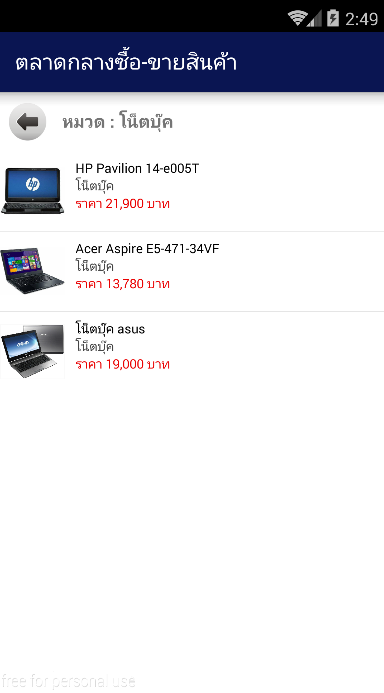 2:49
ตลาดกลางซื้อ-ขายสินค้า
หมวด : โน็ตบุ๊ค
HP Pavilion 14-e005T
โน๊ตบุ๊ค
ราคา 21,900 บาท
Acer Aspire E5-471-34VF
โน๊ตบุ๊ค
ราคา 13,780 บาท
โน๊ตบุ๊ค asus
โน๊ตบุ๊ค
ราคา 19,000 บาท
free for personal use